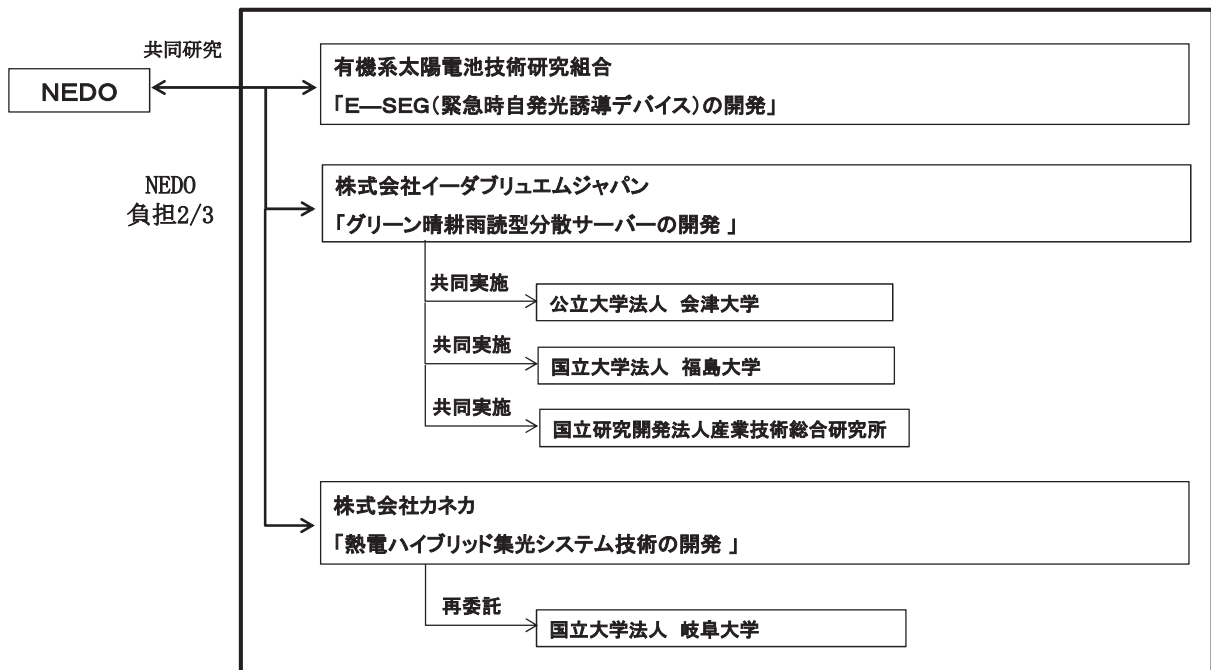 共同研究
NEDO
NEDO
負担2/3
有機系太陽電池技術研究組合
「E―SEG(緊急時自発光誘導デバイス)の開発」
株式会社イーダブリュエムジャパン
「グリーン晴耕雨読型分散サーバーの開発 」
共同実施
公立大学法人 会津大学
共同実施
国立大学法人 福島大学
共同実施
国立研究開発法人産業技術総合研究所
株式会社カネカ
「熱電ハイブリッド集光システム技術の開発 」
再委託
国立大学法人 岐阜大学